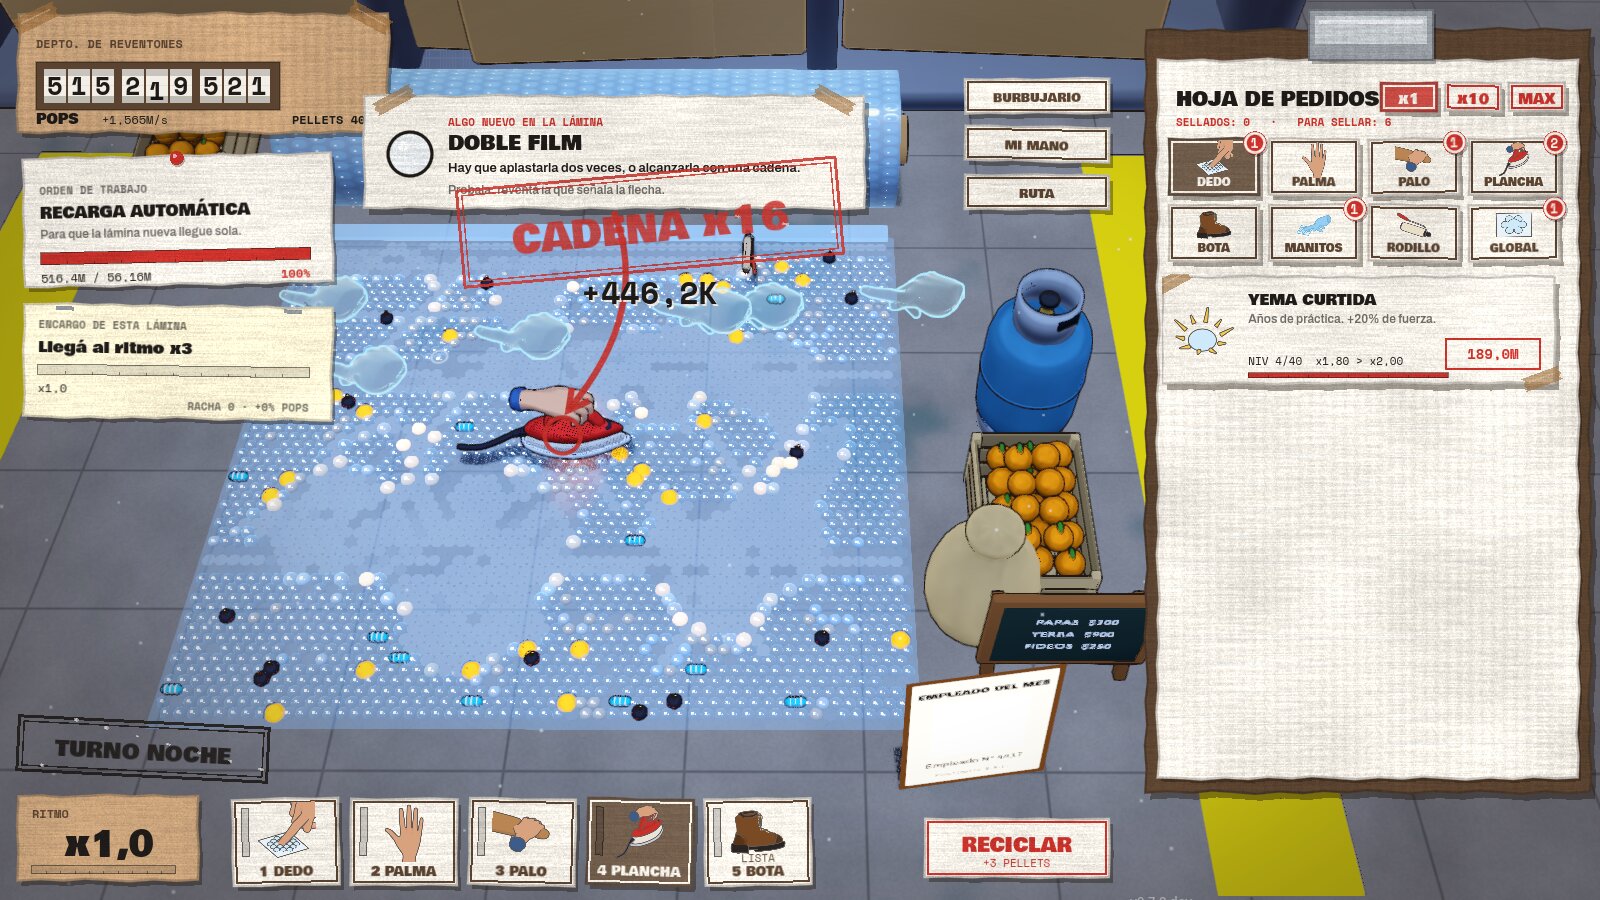 DEPTO. DE REVENTONES
515 219 521
POPS +1,565M/s PELLETS 40
ORDEN DE TRABAJO
RECARGA AUTOMÁTICA
Para que la lámina nueva llegue sola.
516,4M / 56,16M 100%
ENCARGO DE ESTA LÁMINA
Llegá al ritmo x3
x1,0
RACHA 0 · +0% POPS
ALGO NUEVO EN LA LÁMINA
DOBLE FILM
Hay que aplastarla dos veces, o alcanzarla con una cadena.
Probala: reventá la que señala la flecha.
CADENA x16
+446,2K
BURBUJARIO
MI MANO
RUTA
HOJA DE PEDIDOS
x1
x10
MAX
SELLADOS: 0 · PARA SELLAR: 6
DEDO 1
PALMA 1
PALO 1
PLANCHA 2
BOTA
MANITOS 1
RODILLO
GLOBAL 1
YEMA CURTIDA
Años de práctica. +20% de fuerza.
NIV 4/40 x1,80 > x2,00
189,0M
PAPAS $300
YERBA $900
FIDEOS $250
EMPLEADO DEL MES
TURNO NOCHE
RITMO
x1,0
1 DEDO
2 PALMA
3 PALO
4 PLANCHA
LISTA
5 BOTA
RECICLAR
+3 PELLETS